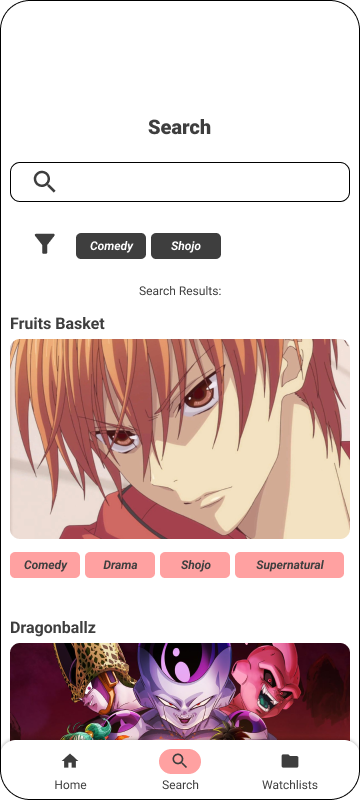 Search
Comedy Shojo
Search Results:
Fruits Basket
Comedy Drama Shojo Supernatural
Dragonballz
Home Search Watchlists